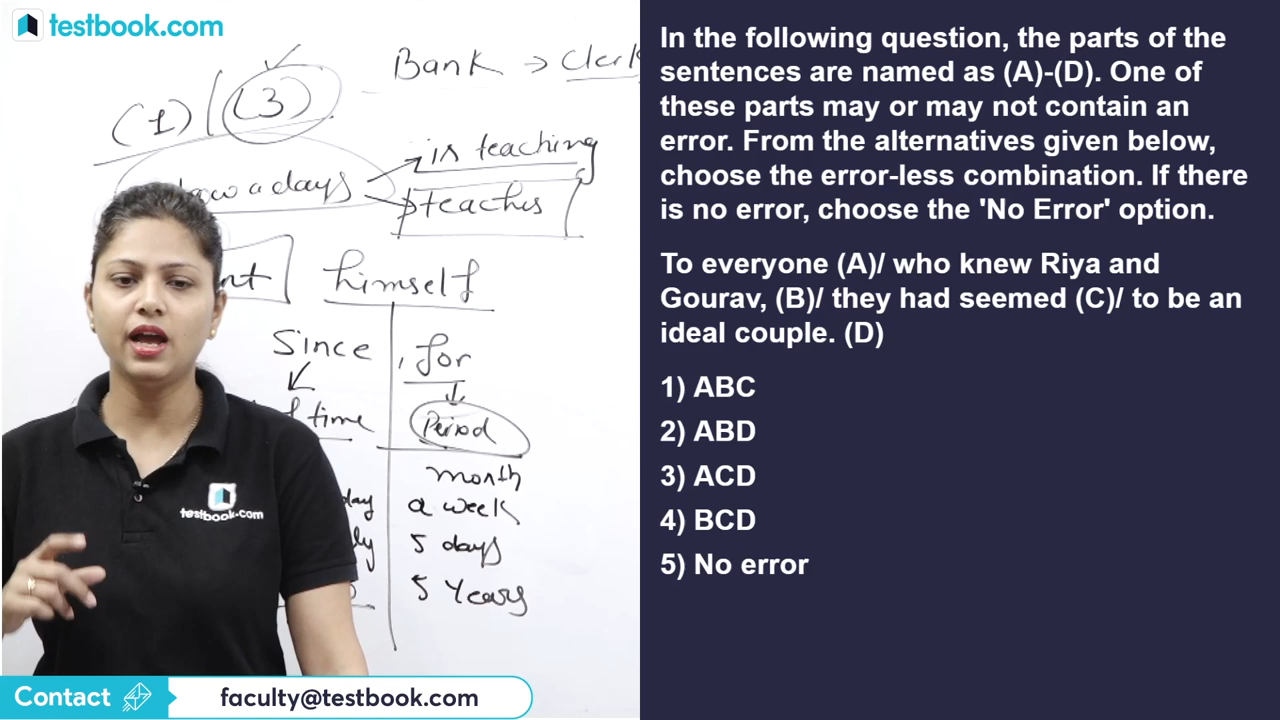 testbook.com
Bank → Clerk
(1) (3)
is teaching
now a days
teaches
himself
Since for
time Period
month
day a week
5 days
5 Years
testbook.com
Contact faculty@testbook.com
In the following question, the parts of the
sentences are named as (A)-(D). One of
these parts may or may not contain an
error. From the alternatives given below,
choose the error-less combination. If there
is no error, choose the 'No Error' option.
To everyone (A)/ who knew Riya and
Gourav, (B)/ they had seemed (C)/ to be an
ideal couple. (D)
1) ABC
2) ABD
3) ACD
4) BCD
5) No error